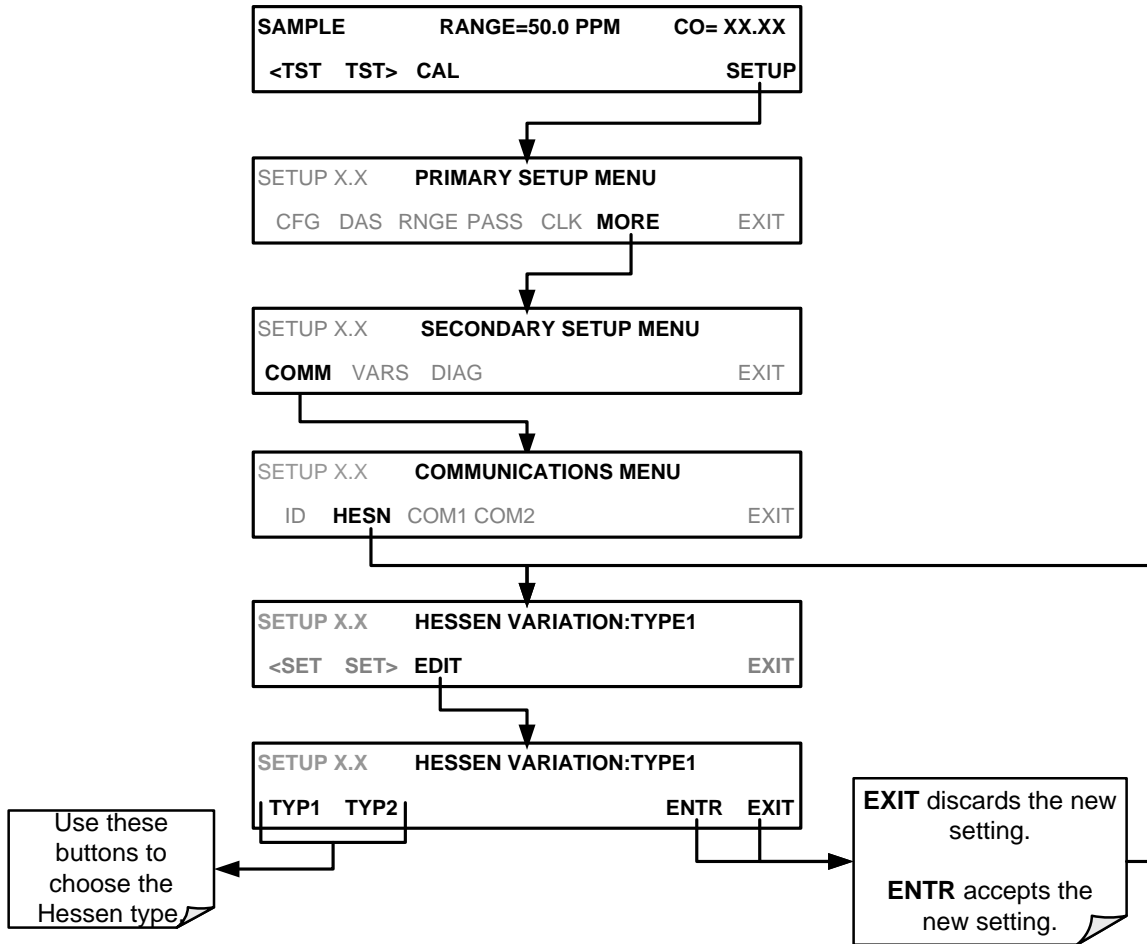 SAMPLE RANGE=50.0 PPM CO= XX.XX
<TST TST> CAL SETUP
SETUP X.X PRIMARY SETUP MENU
CFG DAS RNGE PASS CLK MORE EXIT
SETUP X.X SECONDARY SETUP MENU
COMM VARS DIAG EXIT
SETUP X.X COMMUNICATIONS MENU
ID HESN COM1 COM2 EXIT
SETUP X.X HESSEN VARIATION:TYPE1
<SET SET> EDIT EXIT
SETUP X.X HESSEN VARIATION:TYPE1
TYP1 TYP2 ENTR EXIT
Use these
buttons to
choose the
Hessen type.
EXIT discards the new
setting.
ENTR accepts the
new setting.